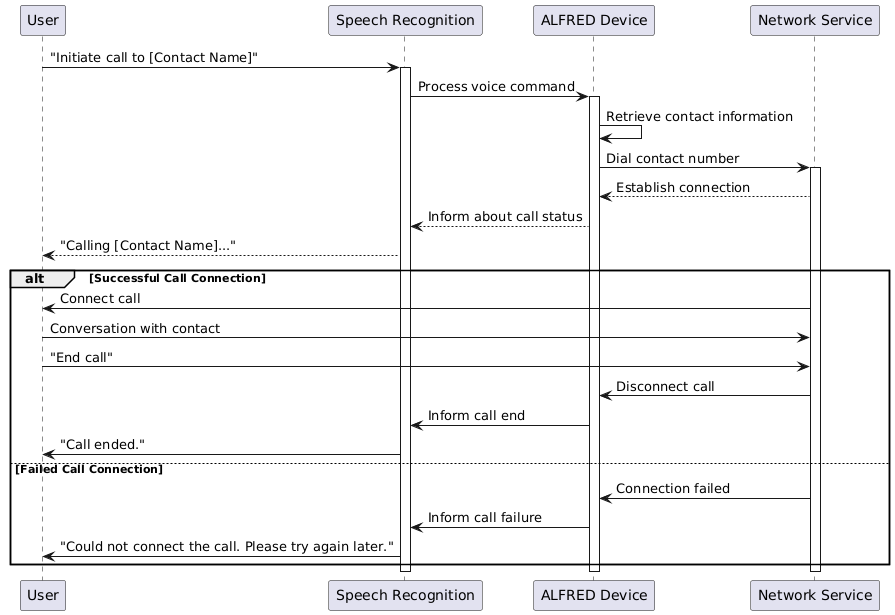 User
Speech Recognition
ALFRED Device
Network Service
"Initiate call to [Contact Name]"
Process voice command
Retrieve contact information
Dial contact number
Establish connection
Inform about call status
"Calling [Contact Name]..."
alt
[Successful Call Connection]
Connect call
Conversation with contact
"End call"
Disconnect call
Inform call end
"Call ended."
[Failed Call Connection]
Connection failed
Inform call failure
"Could not connect the call. Please try again later."
User
Speech Recognition
ALFRED Device
Network Service